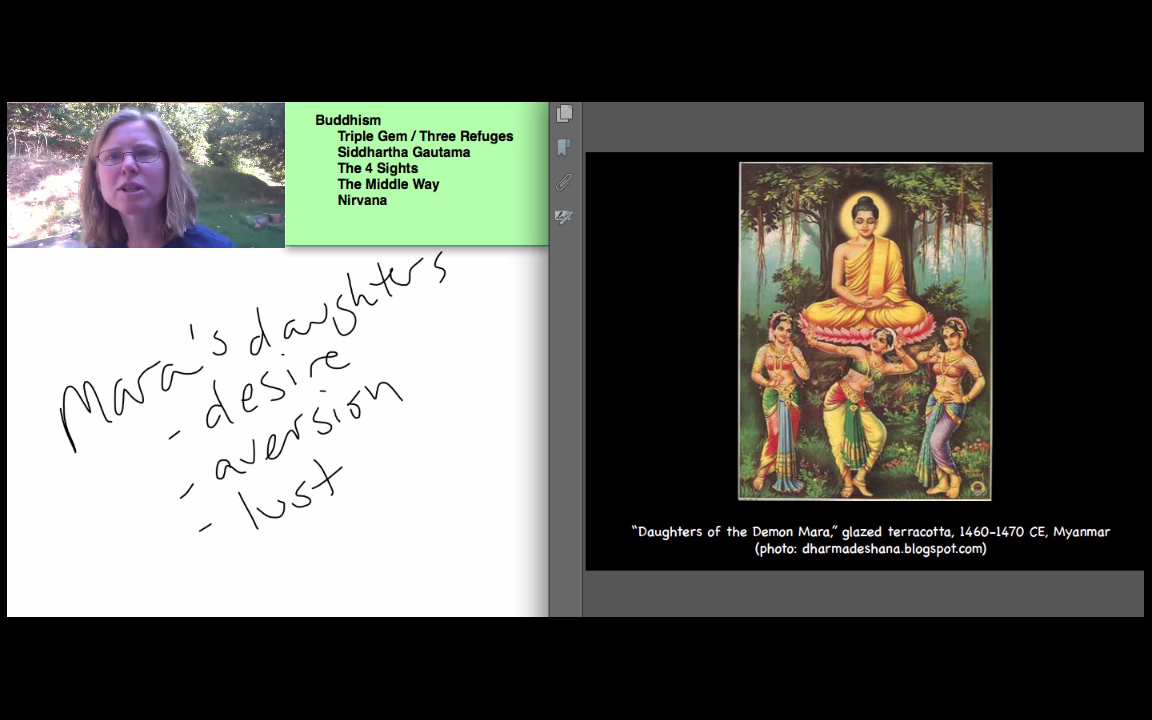 Buddhism
Triple Gem / Three Refuges
Siddhartha Gautama
The 4 Sights
The Middle Way
Nirvana
Mara's daughters
- desire
- aversion
- lust
“Daughters of the Demon Mara,” glazed terracotta, 1460-1470 CE, Myanmar
(photo: dharmadeshana.blogspot.com)